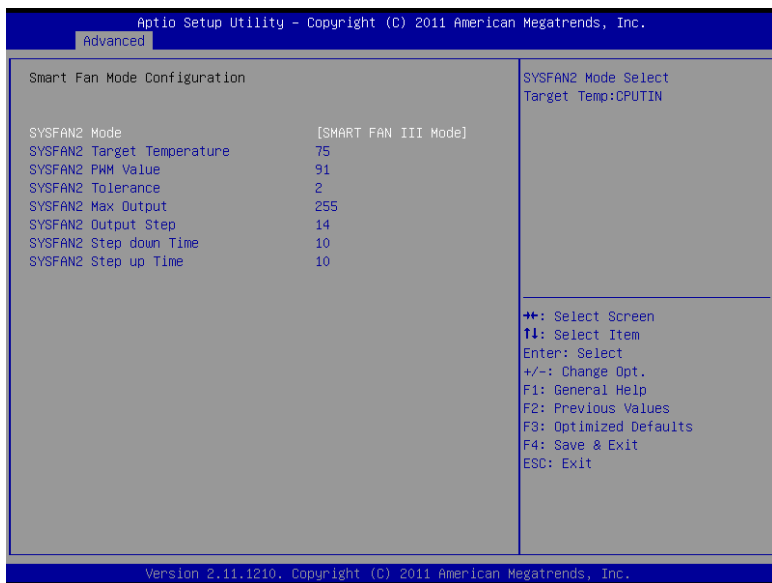 Aptio Setup Utility – Copyright (C) 2011 American Megatrends, Inc.
Advanced
Smart Fan Mode Configuration
SYSFAN2 Mode [SMART FAN III Mode]
SYSFAN2 Target Temperature 75
SYSFAN2 PWM Value 91
SYSFAN2 Tolerance 2
SYSFAN2 Max Output 255
SYSFAN2 Output Step 14
SYSFAN2 Step down Time 10
SYSFAN2 Step up Time 10
SYSFAN2 Mode Select
Target Temp:CPUTIN
→←: Select Screen
↑↓: Select Item
Enter: Select
+/-: Change Opt.
F1: General Help
F2: Previous Values
F3: Optimized Defaults
F4: Save & Exit
ESC: Exit
Version 2.11.1210. Copyright (C) 2011 American Megatrends, Inc.